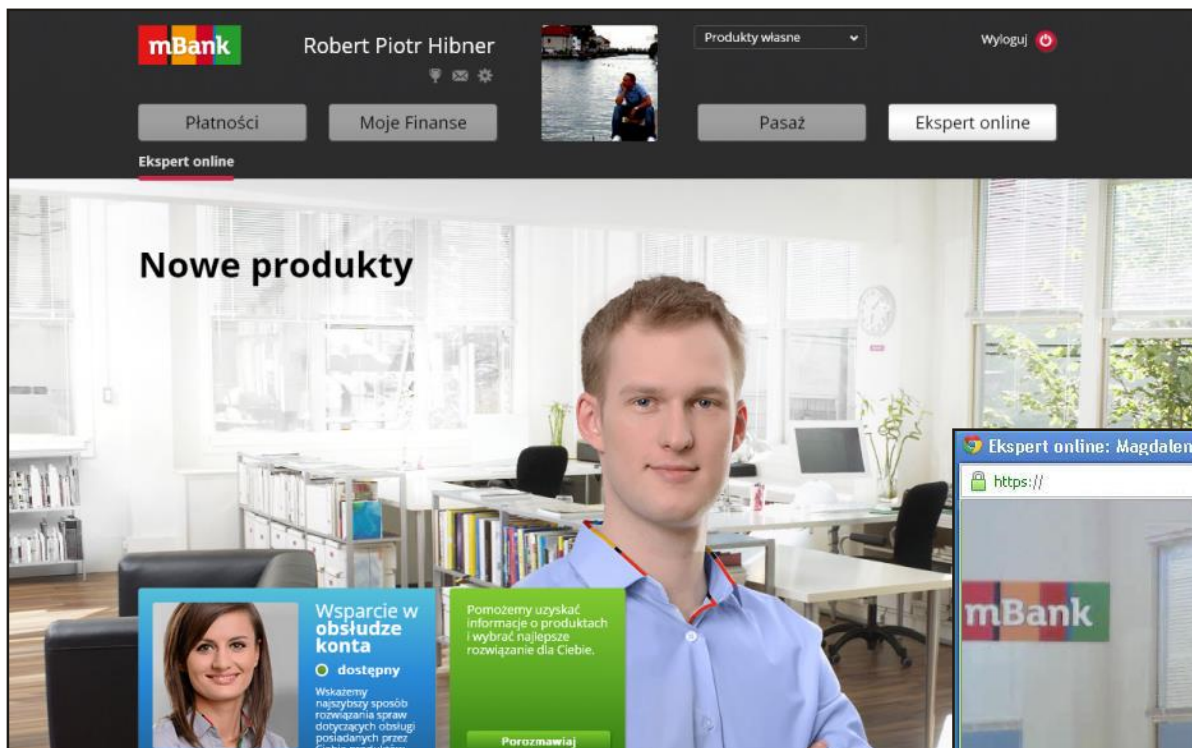 mBank
Robert Piotr Hibner
Produkty własne
Wyloguj
Płatności
Moje Finanse
Pasaż
Ekspert online
Ekspert online
Nowe produkty
Wsparcie w
obsłudze
konta
dostępny
Wskażemy
najszybszy sposób
rozwiązania spraw
dotyczących obsługi
posiadanych przez
Ciebie produktów
Pomożemy uzyskać
informacje o produktach
i wybrać najlepsze
rozwiązanie dla Ciebie.
Porozmawiaj
Ekspert online: Magdalen
https://
mBank